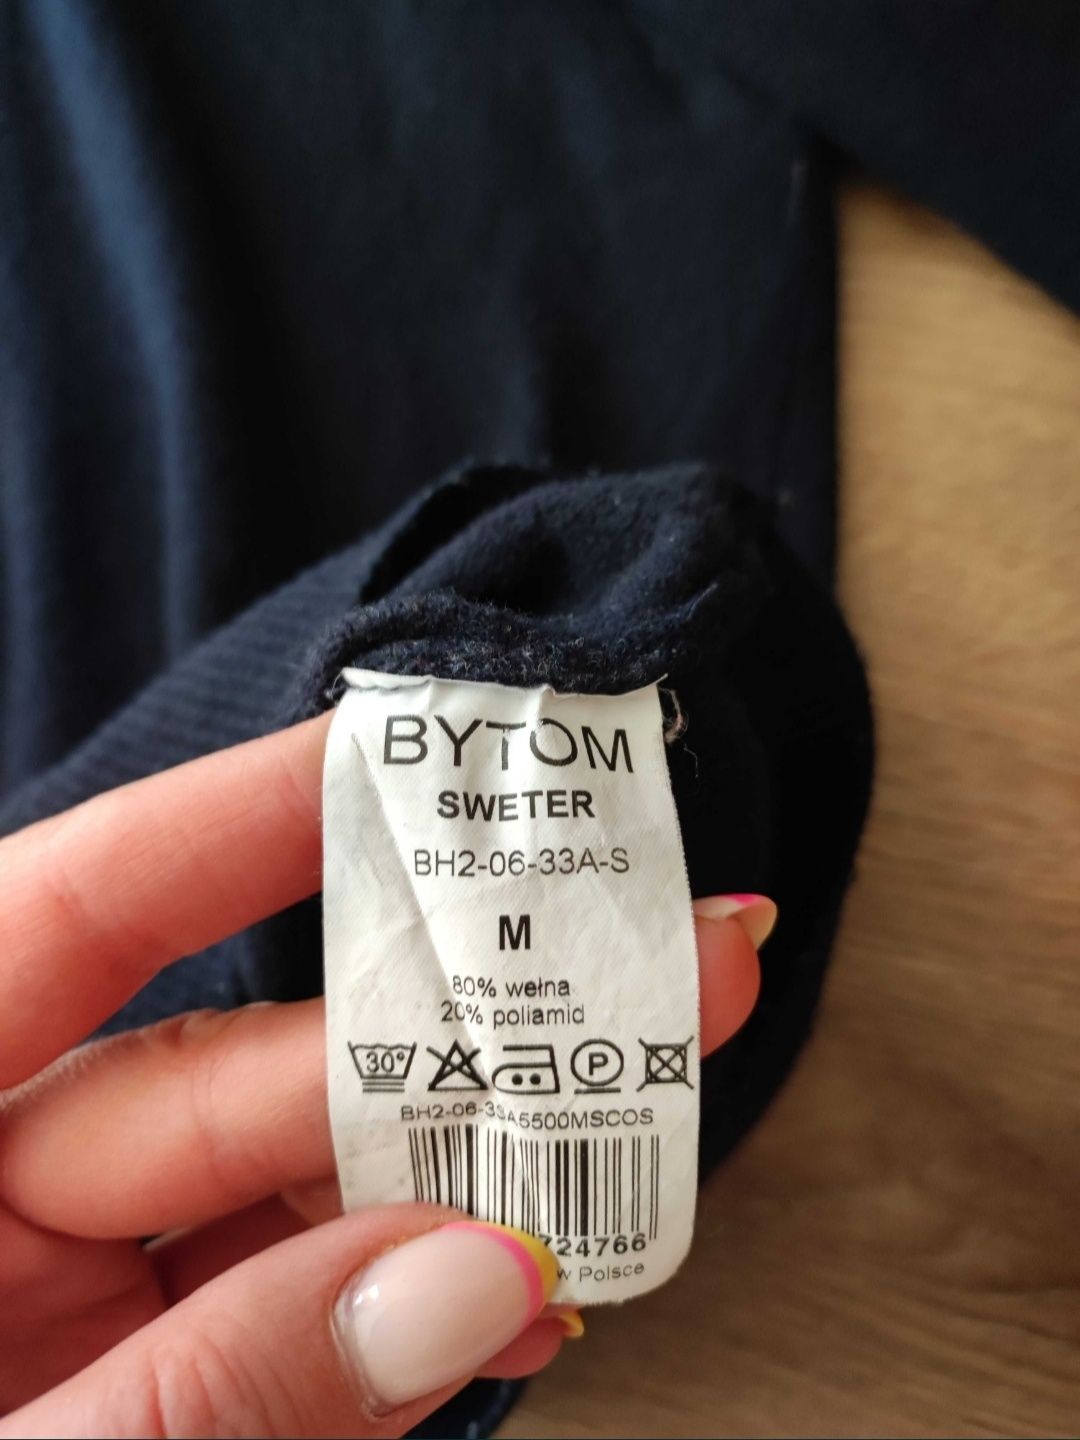 BYTOM
SWETER
BH2-06-33A-S
M
80% wełna
20% poliamid
30° P
BH2-06-33A5500MSCOS
724766
w Polsce